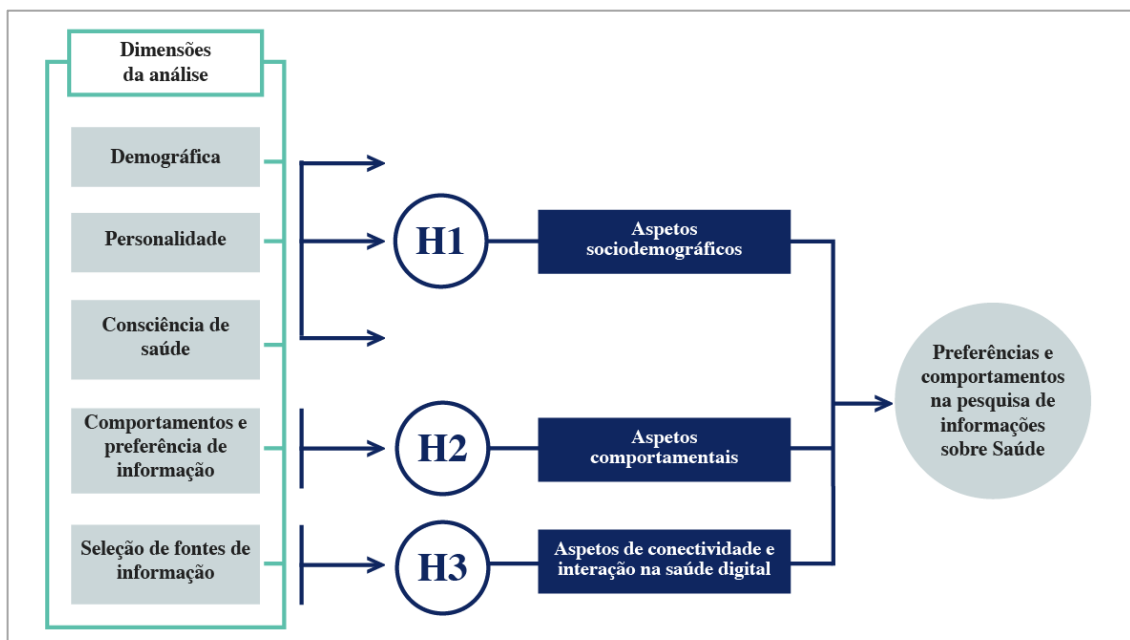 Dimensões
da análise
Demográfica
Personalidade
Consciência de
saúde
Comportamentos e
preferência de
informação
Seleção de fontes de
informação
H1
Aspetos
sociodemográficos
H2
Aspetos
comportamentais
H3
Aspetos de conectividade e
interação na saúde digital
Preferências e
comportamentos
na pesquisa de
informações
sobre Saúde